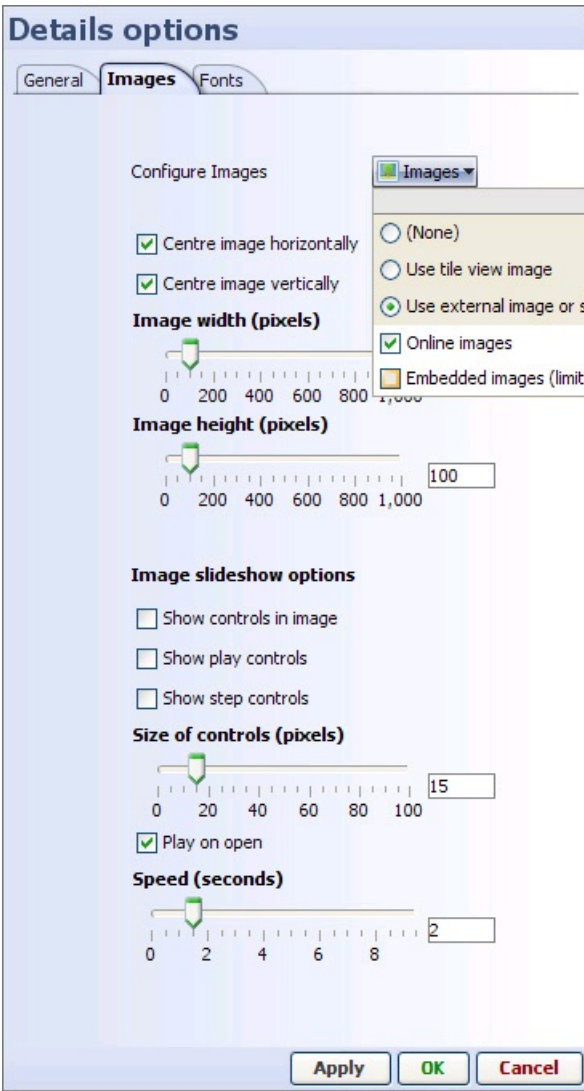 Details options
General Images Fonts
Configure Images Images
(None)
Centre image horizontally
Use tile view image
Centre image vertically
Use external image or
Image width (pixels)
Online images
Embedded images (limit
0 200 400 600 800 1,000
Image height (pixels)
100
0 200 400 600 800 1,000
Image slideshow options
Show controls in image
Show play controls
Show step controls
Size of controls (pixels)
15
0 20 40 60 80 100
Play on open
Speed (seconds)
2
0 2 4 6 8
Apply OK Cancel